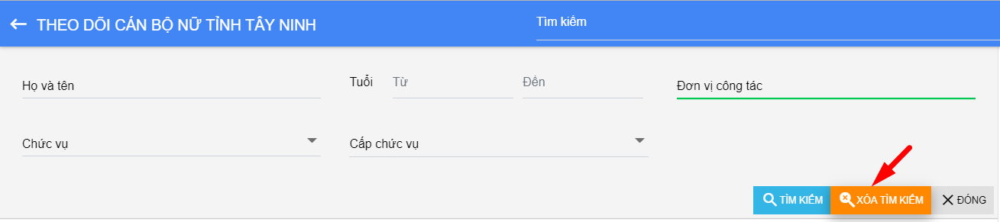 THEO DÕI CÁN BỘ NỮ TỈNH TÂY NINH
Tìm kiếm
Họ và tên
Tuổi
Từ
Đến
Đơn vị công tác
Chức vụ
Cấp chức vụ
TÌM KIẾM
XÓA TÌM KIẾM
ĐÓNG